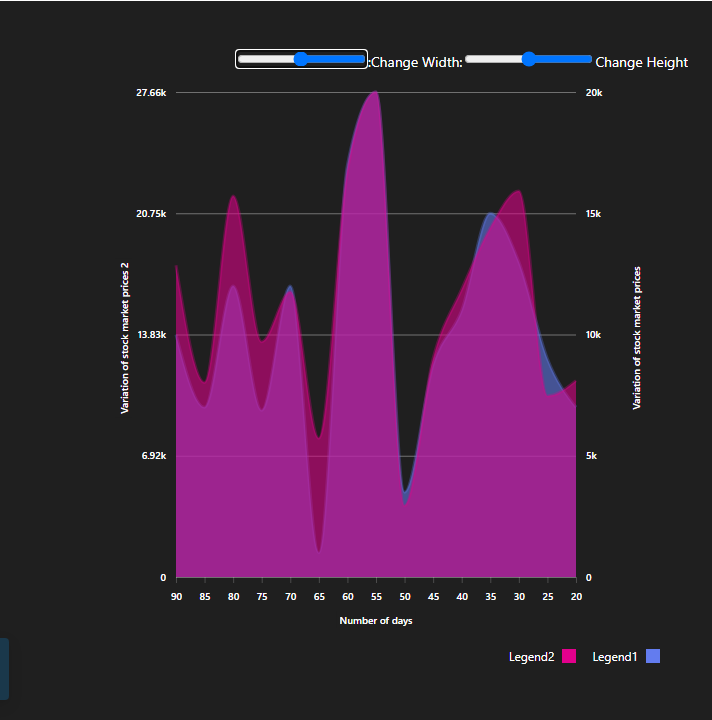 :Change Width: Change Height
27.66k 20k
20.75k 15k
13.83k 10k
6.92k 5k
0 0
Variation of stock market prices 2
Variation of stock market prices
90 85 80 75 70 65 60 55 50 45 40 35 30 25 20
Number of days
Legend2 Legend1